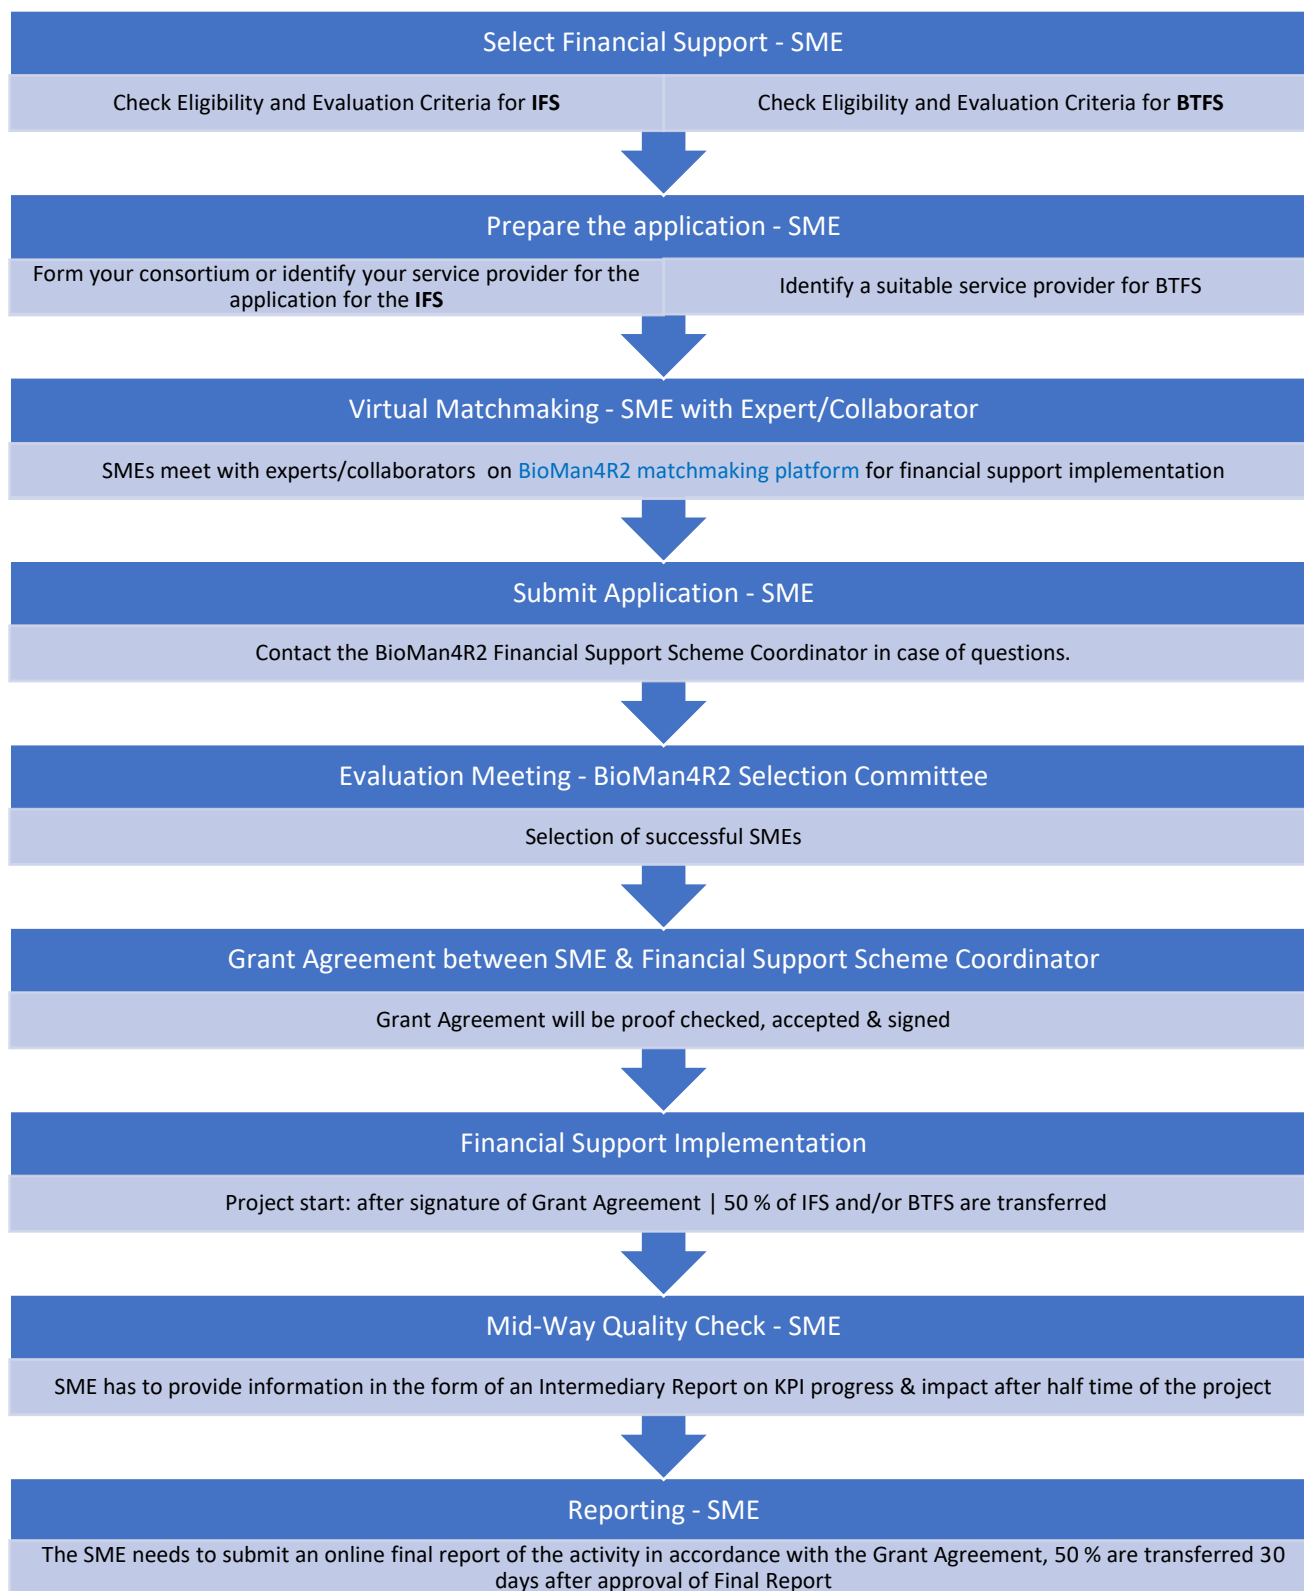 Select Financial Support - SME
Check Eligibility and Evaluation Criteria for IFS
Check Eligibility and Evaluation Criteria for BTFS
Prepare the application - SME
Form your consortium or identify your service provider for the
application for the IFS
Identify a suitable service provider for BTFS
Virtual Matchmaking - SME with Expert/Collaborator
SMEs meet with experts/collaborators on BioMan4R2 matchmaking platform for financial support implementation
Submit Application - SME
Contact the BioMan4R2 Financial Support Scheme Coordinator in case of questions.
Evaluation Meeting - BioMan4R2 Selection Committee
Selection of successful SMEs
Grant Agreement between SME & Financial Support Scheme Coordinator
Grant Agreement will be proof checked, accepted & signed
Financial Support Implementation
Project start: after signature of Grant Agreement | 50 % of IFS and/or BTFS are transferred
Mid-Way Quality Check - SME
SME has to provide information in the form of an Intermediary Report on KPI progress & impact after half time of the project
Reporting - SME
The SME needs to submit an online final report of the activity in accordance with the Grant Agreement, 50 % are transferred 30
days after approval of Final Report